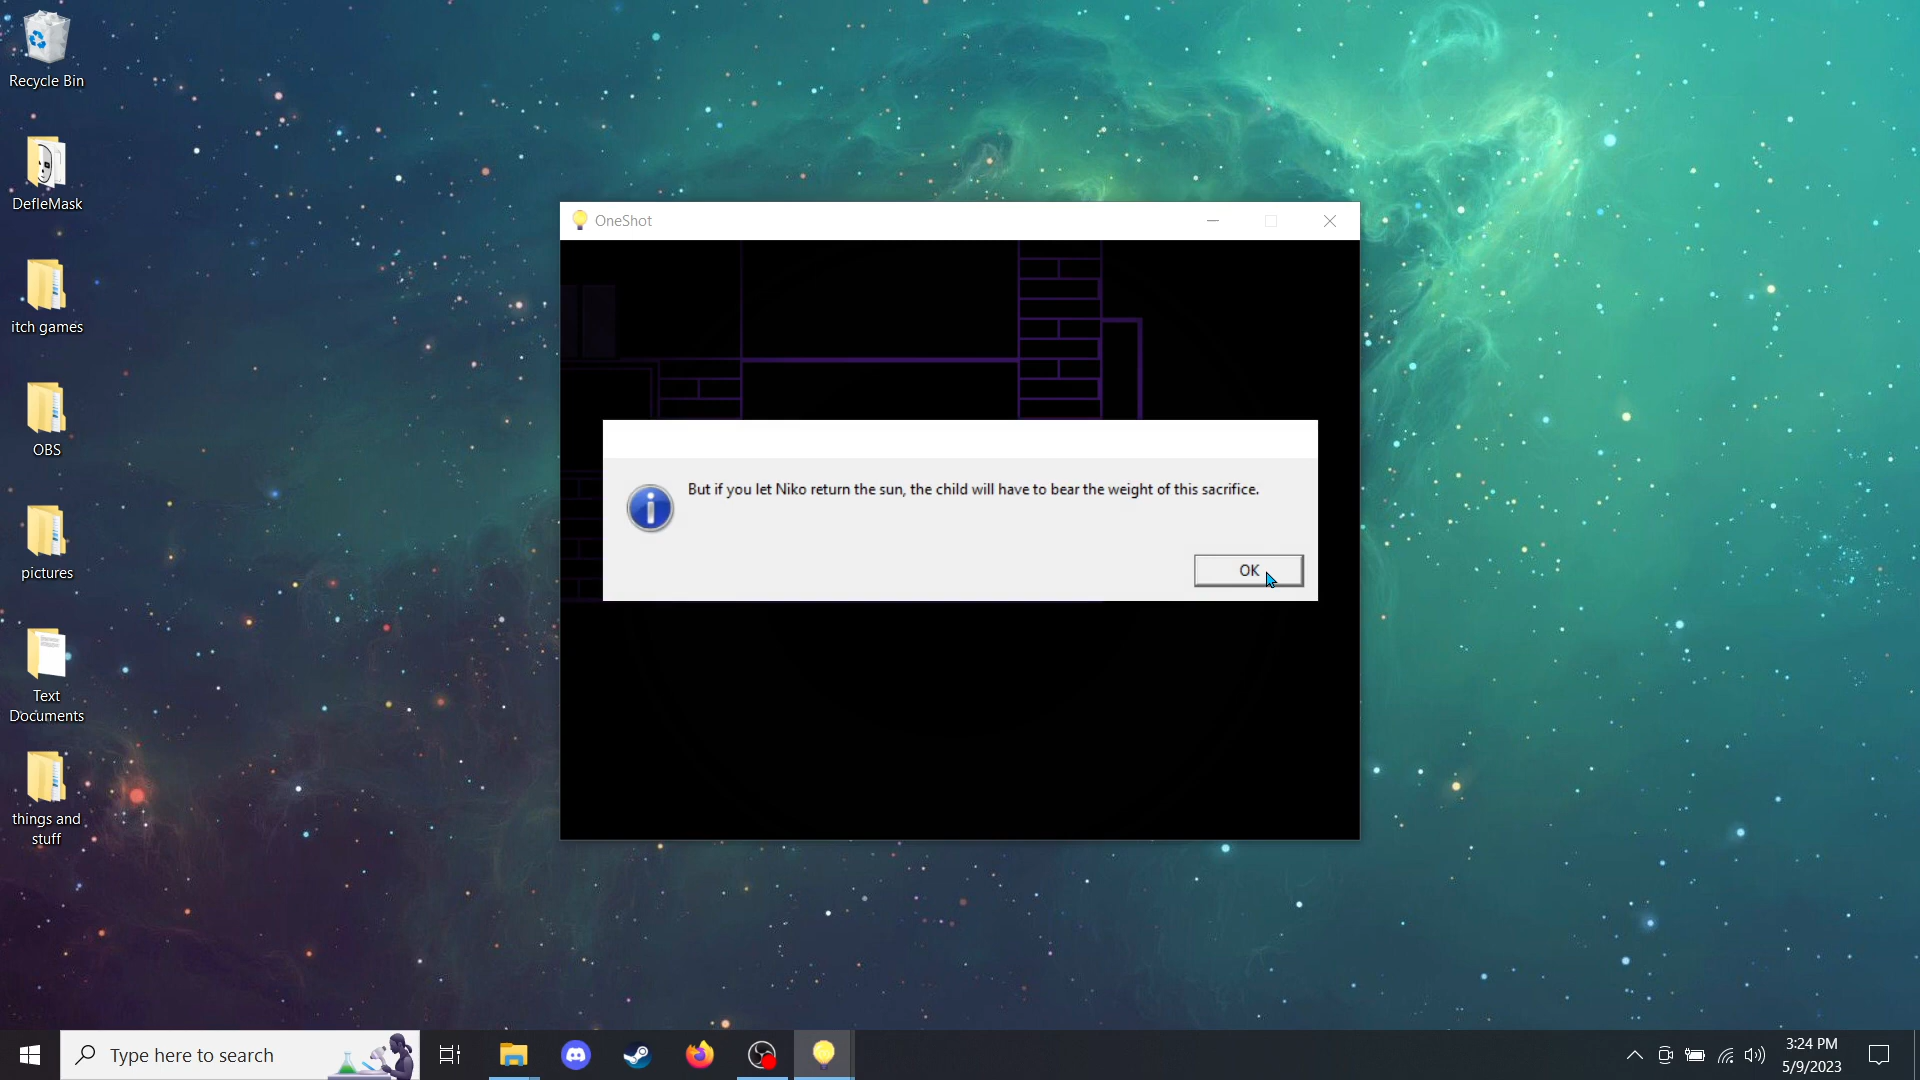 Recycle Bin
DefleMask
itch games
OBS
pictures
Text
Documents
things and
stuff
OneShot
But if you let Niko return the sun, the child will have to bear the weight of this sacrifice.
OK
Type here to search
3:24 PM
5/9/2023